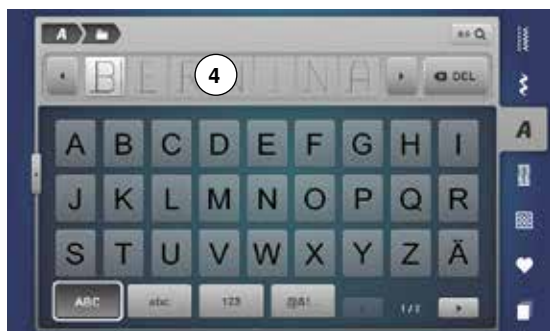 A
B E R 4 N I N A DEL
A B C D E F G H I
J K L M N O P Q R
S T U V W X Y Z Ä
ABC abc 123 @&! 1/2
A